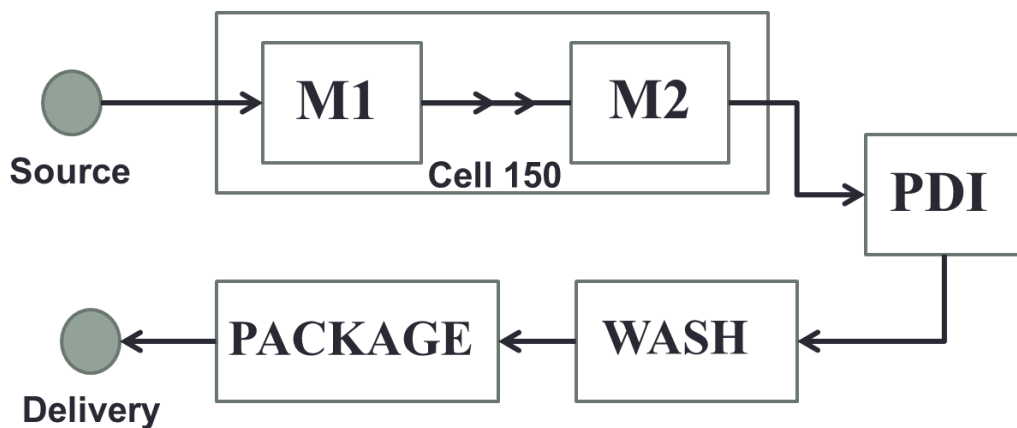 M1
M2
Source
Cell 150
PDI
PACKAGE
WASH
Delivery